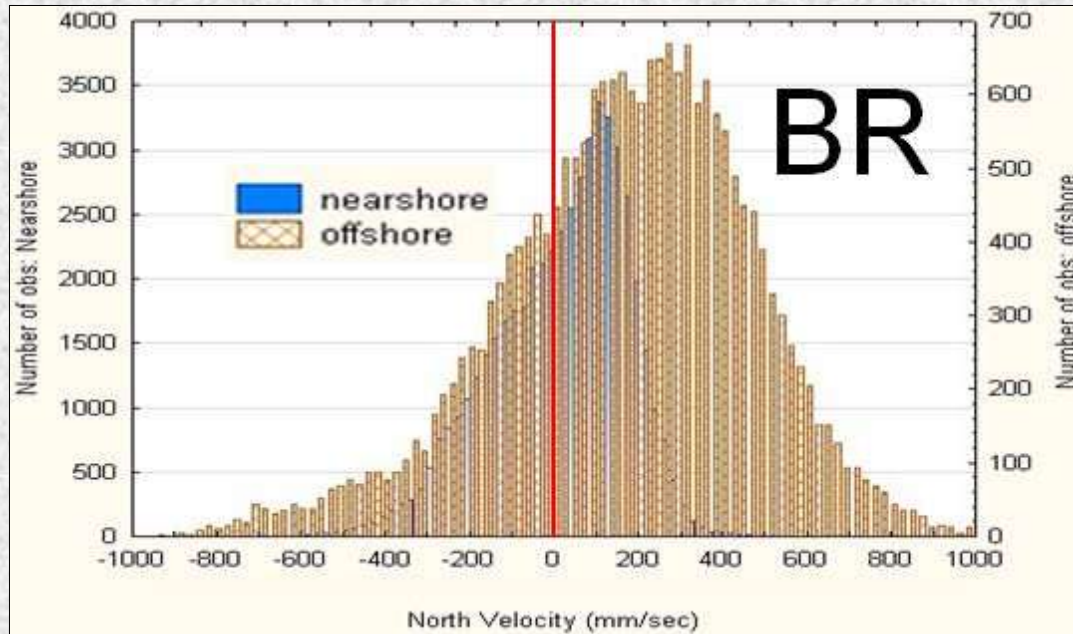 4000
3500
3000
2500
2000
1500
1000
500
0
Number of obs: Nearshore
nearshore
offshore
BR
700
600
500
400
300
200
100
0
Number of obs: offshore
-1000 -800 -600 -400 -200 0 200 400 600 800 1000
North Velocity (mm/sec)